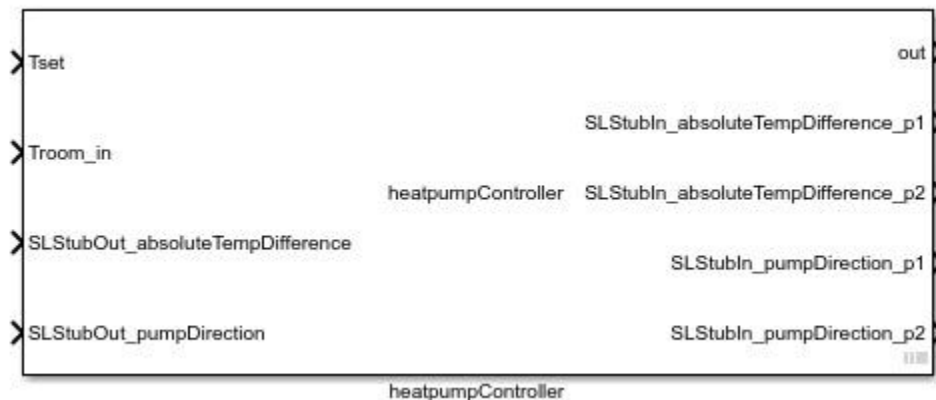 Tset
out
SLStubIn_absoluteTempDifference_p1
Troom_in
heatpumpController
SLStubIn_absoluteTempDifference_p2
SLStubOut_absoluteTempDifference
SLStubIn_pumpDirection_p1
SLStubOut_pumpDirection
SLStubIn_pumpDirection_p2
heatpumpController